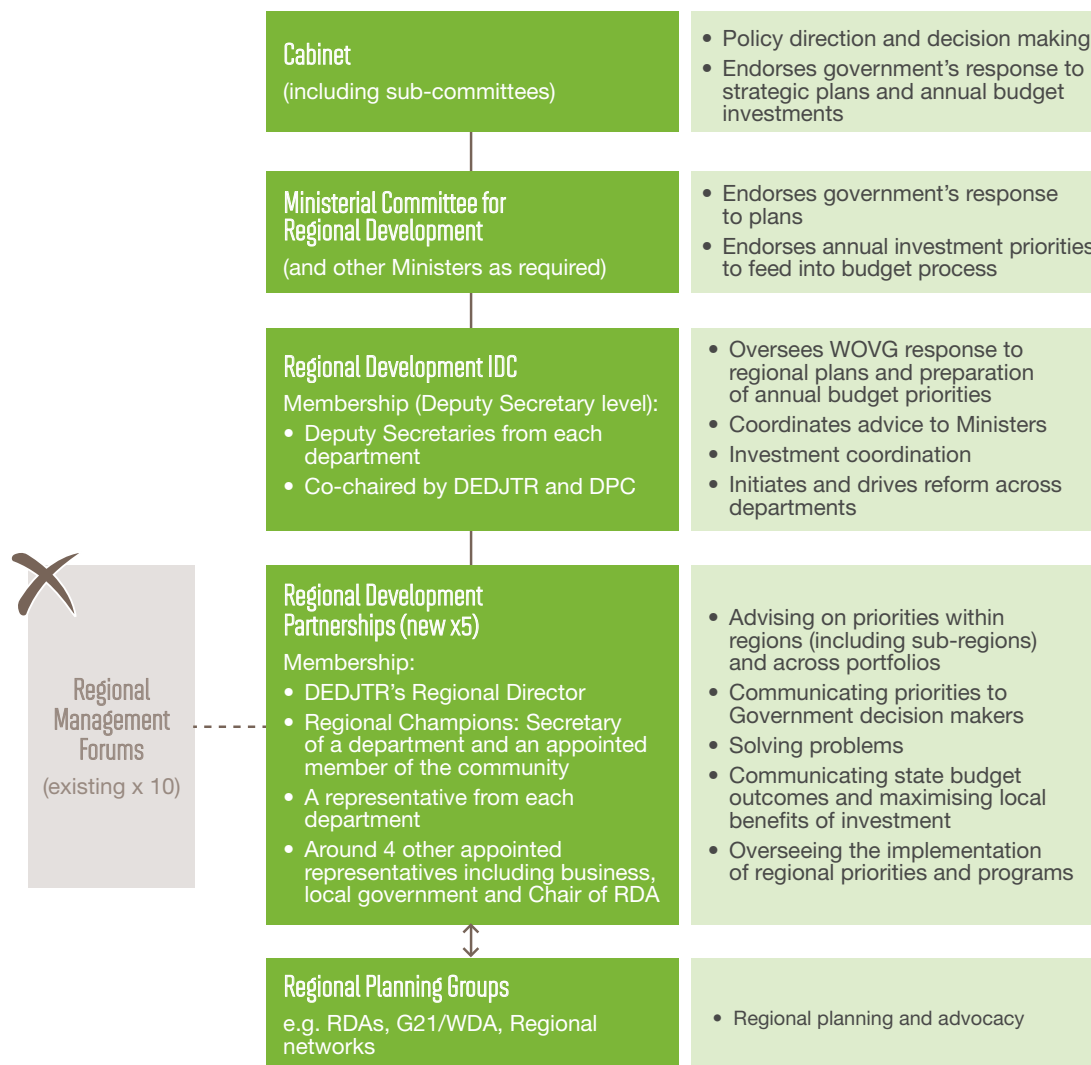 Cabinet
(including sub-committees)
• Policy direction and decision making
• Endorses government's response to
strategic plans and annual budget
investments
Ministerial Committee for
Regional Development
(and other Ministers as required)
• Endorses government's response
to plans
• Endorses annual investment priorities
to feed into budget process
Regional Development IDC
Membership (Deputy Secretary level):
• Deputy Secretaries from each
department
• Co-chaired by DEDJTR and DPC
• Oversees WOVG response to
regional plans and preparation
of annual budget priorities
• Coordinates advice to Ministers
• Investment coordination
• Initiates and drives reform across
departments
Regional
Management
Forums
(existing x 10)
Regional Development
Partnerships (new x5)
Membership:
• DEDJTR's Regional Director
• Regional Champions: Secretary
of a department and an appointed
member of the community
• A representative from each
department
• Around 4 other appointed
representatives including business,
local government and Chair of RDA
• Advising on priorities within
regions (including sub-regions)
and across portfolios
• Communicating priorities to
Government decision makers
• Solving problems
• Communicating state budget
outcomes and maximising local
benefits of investment
• Overseeing the implementation
of regional priorities and programs
Regional Planning Groups
e.g. RDAs, G21/WDA, Regional
networks
• Regional planning and advocacy